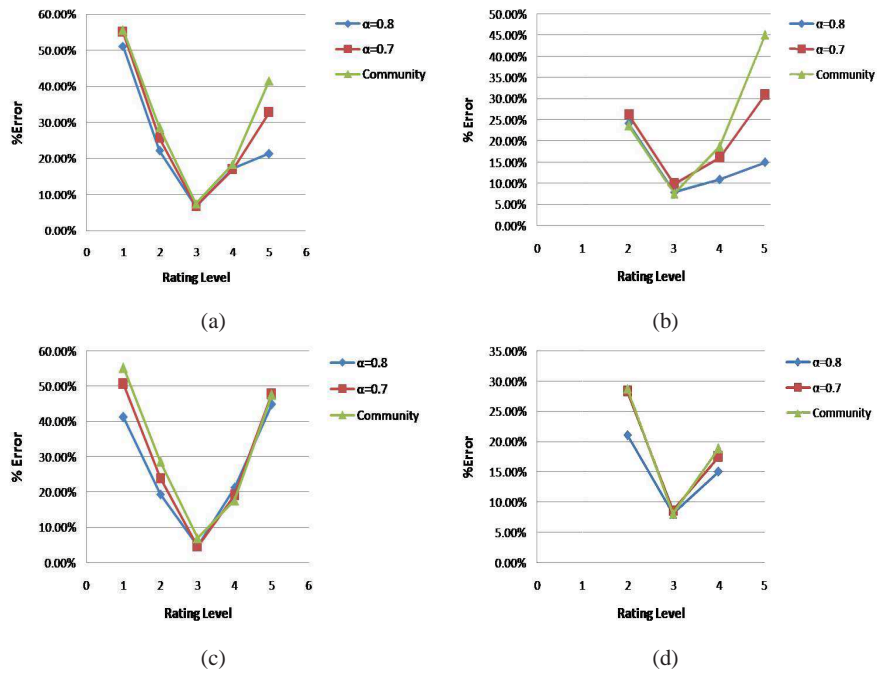 60.00%
50.00%
40.00%
30.00%
20.00%
10.00%
0.00%
%Error
0 1 2 3 4 5 6
Rating Level
α=0.8
α=0.7
Community
(a)
50.00%
45.00%
40.00%
35.00%
30.00%
25.00%
20.00%
15.00%
10.00%
5.00%
0.00%
% Error
0 1 2 3 4 5
Rating Level
α=0.8
α=0.7
Community
(b)
60.00%
50.00%
40.00%
30.00%
20.00%
10.00%
0.00%
% Error
0 1 2 3 4 5 6
Rating Level
α=0.8
α=0.7
Community
(c)
35.00%
30.00%
25.00%
20.00%
15.00%
10.00%
5.00%
0.00%
%Error
0 1 2 3 4 5
Rating Level
α=0.8
α=0.7
Community
(d)